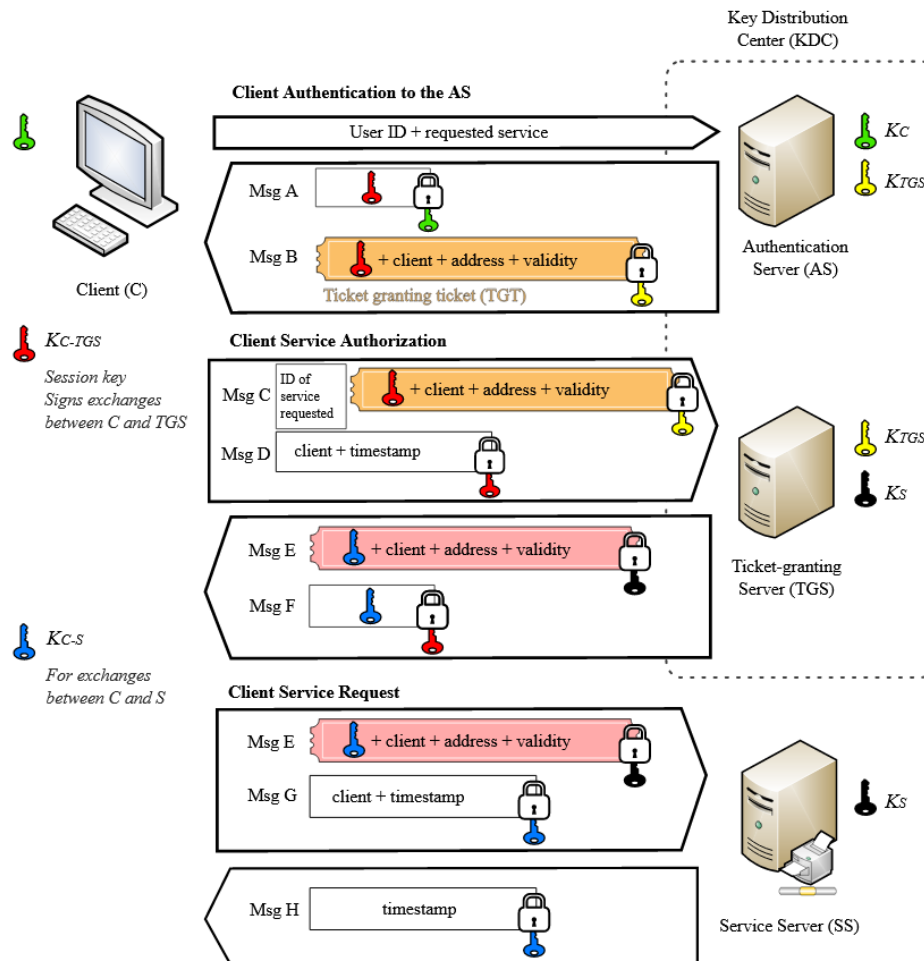 Key Distribution
Center (KDC)
Client Authentication to the AS
User ID + requested service
KC
KTGS
Msg A
Msg B
+ client + address + validity
Ticket granting ticket (TGT)
Authentication
Server (AS)
Client (C)
KC-TGS
Session key
Signs exchanges
between C and TGS
Client Service Authorization
Msg C
ID of
service
requested
+ client + address + validity
Msg D
client + timestamp
KTGS
KS
Msg E
+ client + address + validity
Msg F
Ticket-granting
Server (TGS)
KC-S
For exchanges
between C and S
Client Service Request
Msg E
+ client + address + validity
Msg G
client + timestamp
KS
Msg H
timestamp
Service Server (SS)